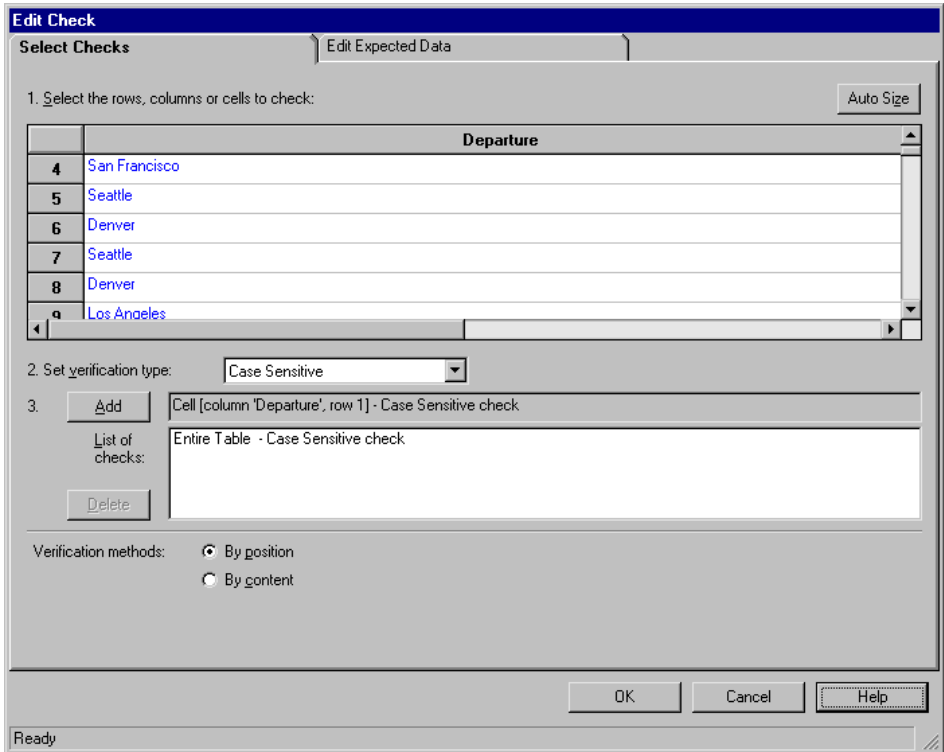 Edit Check
Select Checks
Edit Expected Data
1. Select the rows, columns or cells to check:
Auto Size
Departure
4 San Francisco
5 Seattle
6 Denver
7 Seattle
8 Denver
9 Los Angeles
2. Set verification type:
Case Sensitive
3. Add
Cell [column 'Departure', row 1] - Case Sensitive check
List of
checks:
Entire Table - Case Sensitive check
Delete
Verification methods:
By position
By content
OK
Cancel
Help
Ready